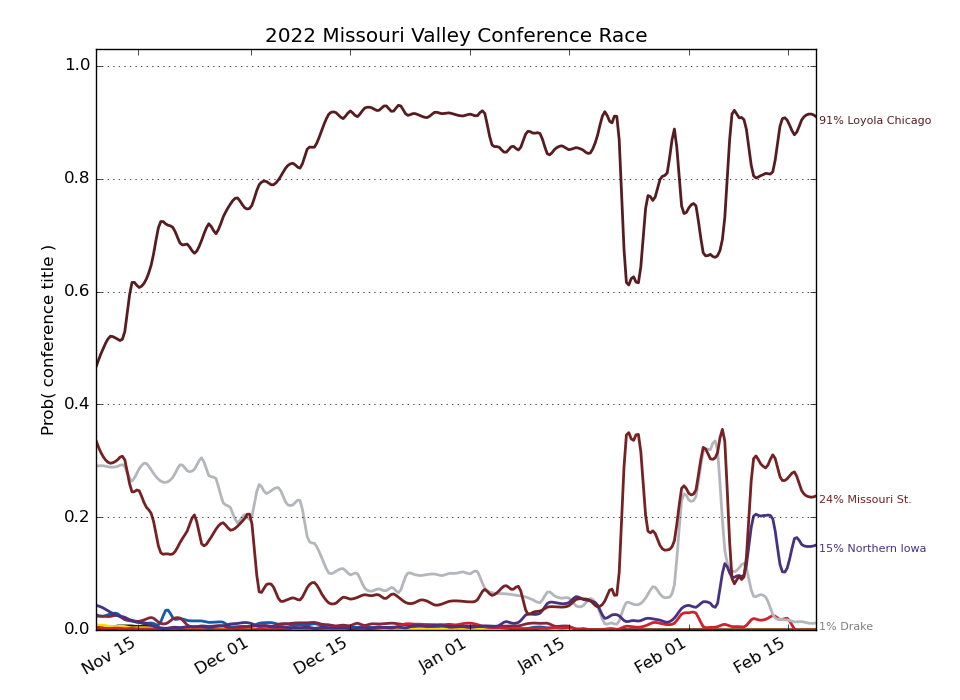 2022 Missouri Valley Conference Race
Prob( conference title )
1.0
0.8
0.6
0.4
0.2
0.0
91% Loyola Chicago
24% Missouri St.
15% Northern Iowa
1% Drake
Nov 15
Dec 01
Dec 15
Jan 01
Jan 15
Feb 01
Feb 15